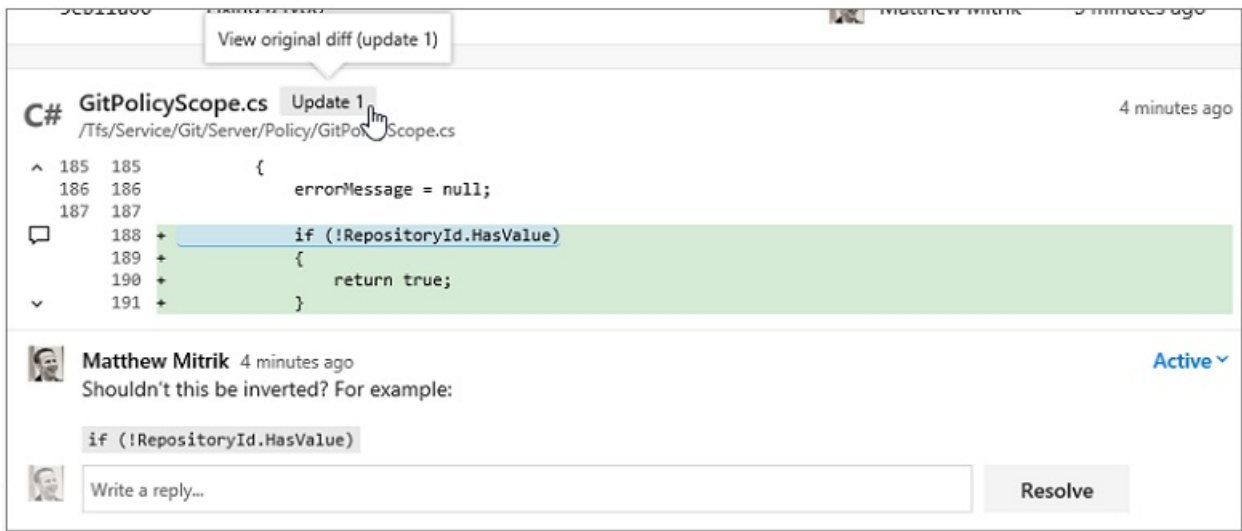 View original diff (update 1)
C# GitPolicyScope.cs Update 1 4 minutes ago
/Tfs/Service/Git/Server/Policy/GitPo Scope.cs
185 185 {
186 186 errorMessage = null;
187 187
188 + if (!RepositoryId.HasValue)
189 + {
190 + return true;
191 + }
Matthew Mitrik 4 minutes ago Active
Shouldn't this be inverted? For example:
if (!RepositoryId.HasValue)
Write a reply... Resolve